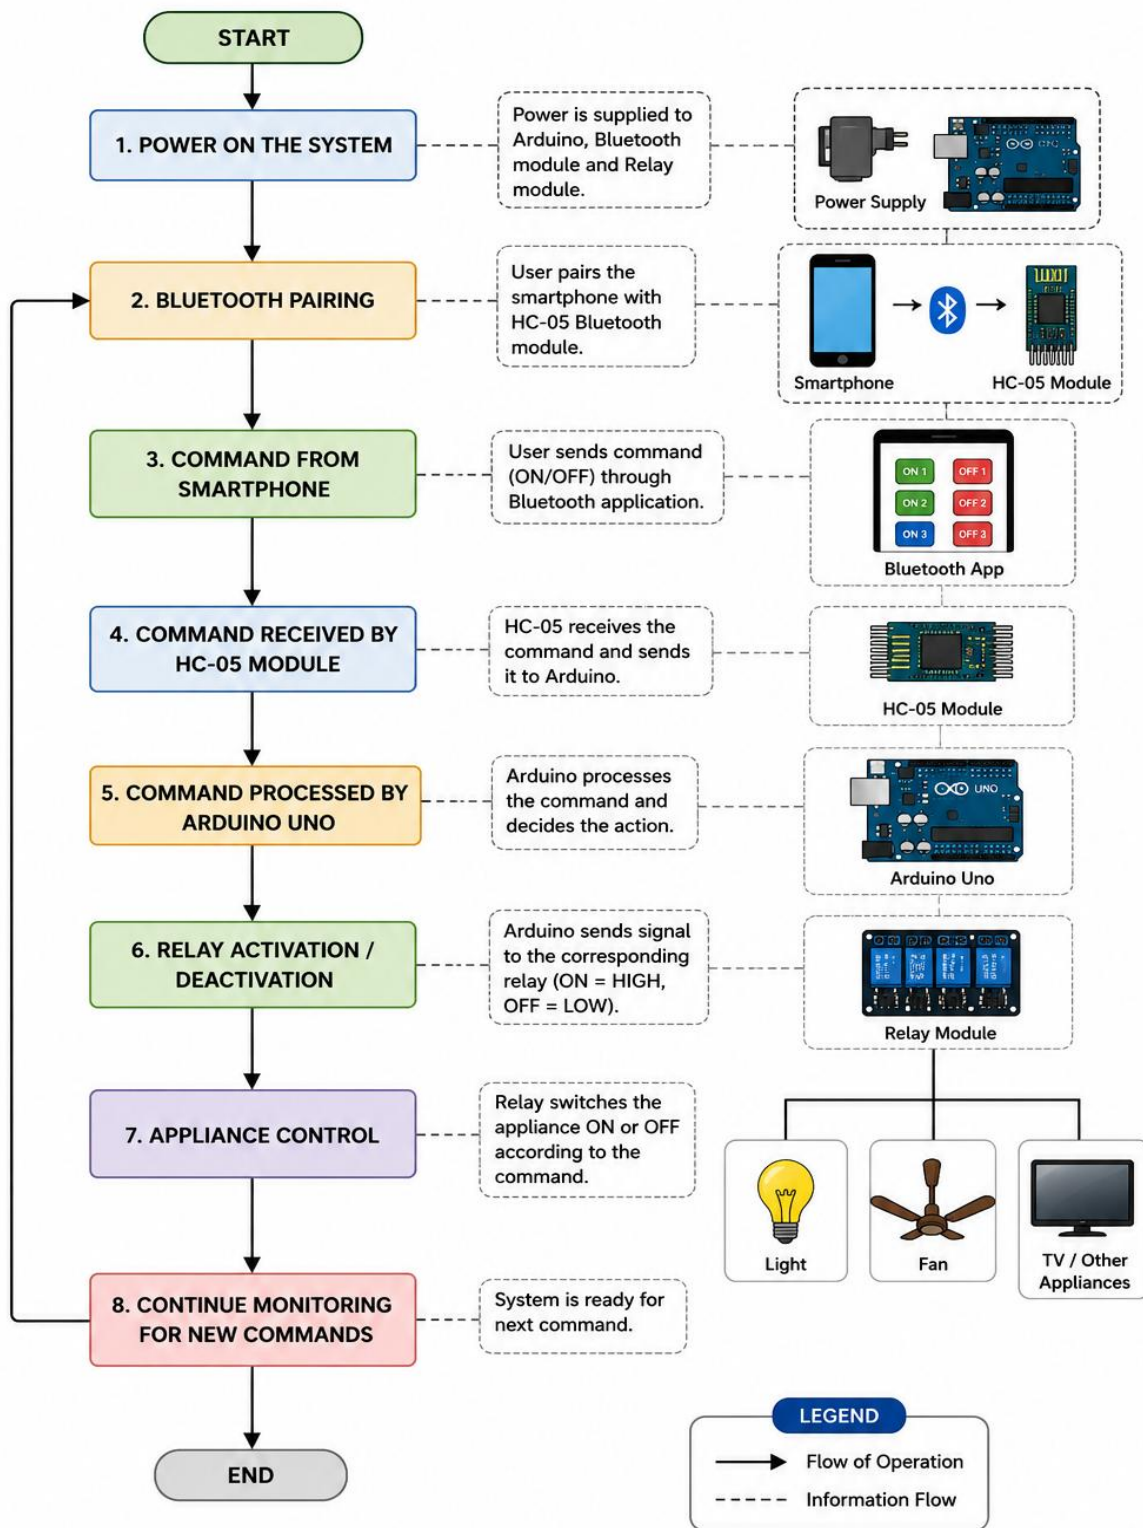 START
1. POWER ON THE SYSTEM
Power is supplied to
Arduino, Bluetooth
module and Relay
module.
Power Supply
2. BLUETOOTH PAIRING
User pairs the
smartphone with
HC-05 Bluetooth
module.
Smartphone
HC-05 Module
3. COMMAND FROM
SMARTPHONE
User sends command
(ON/OFF) through
Bluetooth application.
ON 1
OFF 1
ON 2
OFF 2
ON 3
OFF 3
Bluetooth App
4. COMMAND RECEIVED BY
HC-05 MODULE
HC-05 receives the
command and sends
it to Arduino.
HC-05 Module
5. COMMAND PROCESSED BY
ARDUINO UNO
Arduino processes
the command and
decides the action.
UNO
Arduino Uno
6. RELAY ACTIVATION /
DEACTIVATION
Arduino sends signal
to the corresponding
relay (ON = HIGH,
OFF = LOW).
Relay Module
7. APPLIANCE CONTROL
Relay switches the
appliance ON or OFF
according to the
command.
Light
Fan
TV / Other
Appliances
8. CONTINUE MONITORING
FOR NEW COMMANDS
System is ready for
next command.
END
LEGEND
Flow of Operation
Information Flow